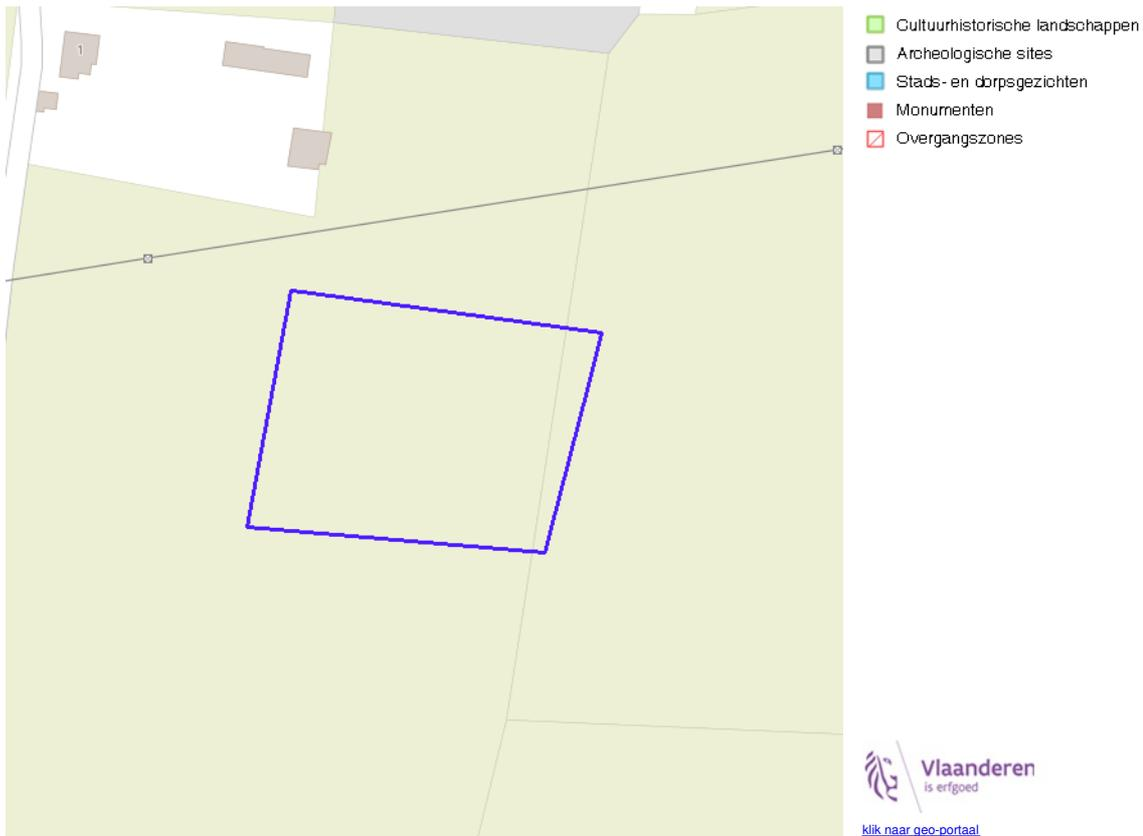 1
Cultuurhistorische landschappen
Archeologische sites
Stads- en dorpsgezichten
Monumenten
Overgangszones
Vlaanderen
is erfgoed
klik naar geo-portaal